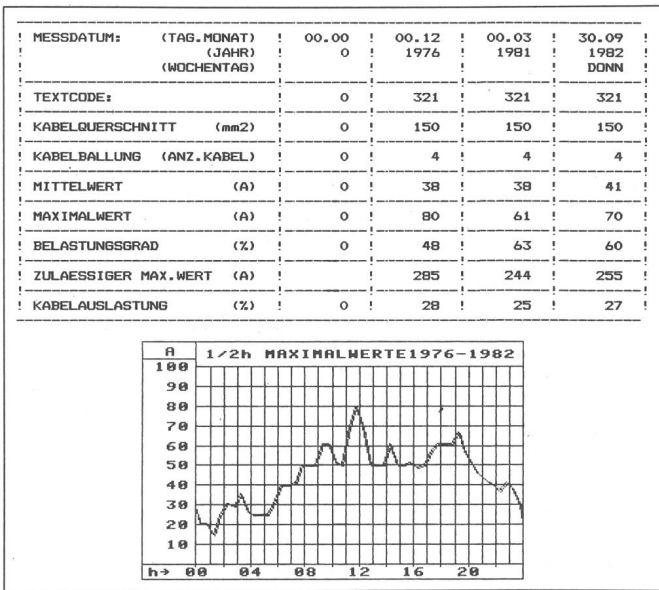 ! MESSDATUM: (TAG.MONAT) ! 00.00 ! 00.12 ! 00.03 ! 30.09 !
! (JAHR) ! 0 ! 1976 ! 1981 ! 1982 !
! (WOCHENTAG) ! ! ! ! DONN !
! TEXTCODE: ! 0 ! 321 ! 321 ! 321 !
! KABELQUERSCHNITT (mm2) ! 0 ! 150 ! 150 ! 150 !
! KABELBALLUNG (ANZ.KABEL) ! 0 ! 4 ! 4 ! 4 !
! MITTELWERT (A) ! 0 ! 38 ! 38 ! 41 !
! MAXIMALWERT (A) ! 0 ! 80 ! 61 ! 70 !
! BELASTUNGSGRAD (%) ! 0 ! 48 ! 63 ! 60 !
! ZULAESSIGER MAX.WERT (A) ! ! 285 ! 244 ! 255 !
! KABELAUSLASTUNG (%) ! 0 ! 28 ! 25 ! 27 !
A 1/2h MAXIMALWERTE1976-1982
100
90
80
70
60
50
40
30
20
10
h→ 00 04 08 12 16 20